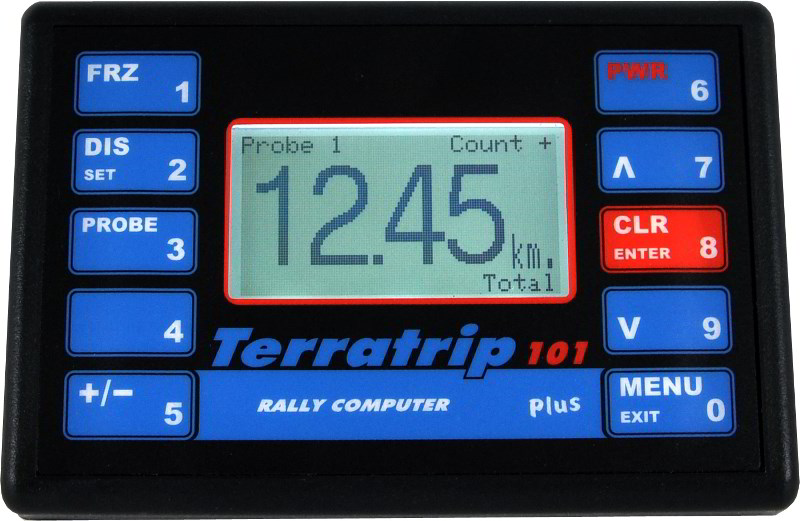 FRZ 1
DIS SET 2
PROBE 3
4
+/− 5
Probe 1 Count +
12.45 km.
Total
PWR 6
Λ 7
CLR ENTER 8
V 9
MENU EXIT 0
Terratrip 101
RALLY COMPUTER plus